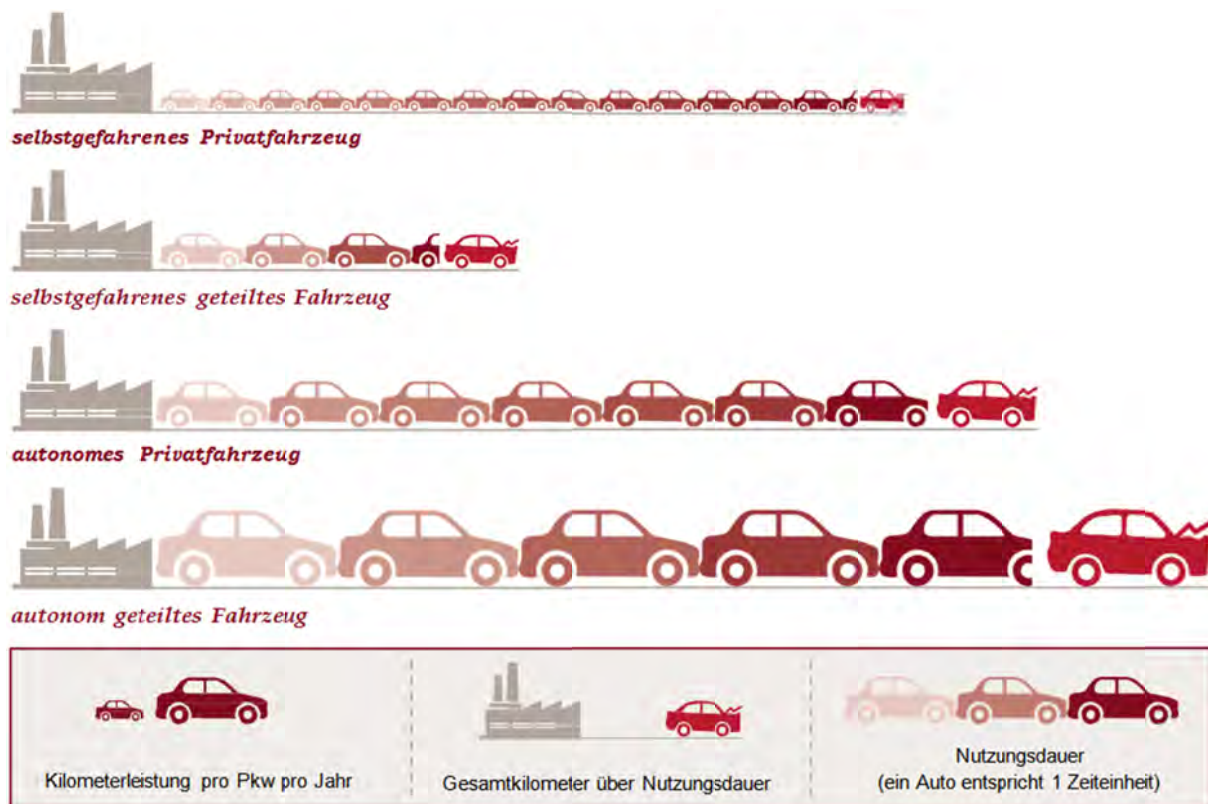 selbstgefahrenes Privatfahrzeug
selbstgefahrenes geteiltes Fahrzeug
autonomes Privatfahrzeug
autonom geteiltes Fahrzeug
Kilometerleistung pro Pkw pro Jahr
Gesamtkilometer über Nutzungsdauer
Nutzungsdauer
(ein Auto entspricht 1 Zeiteinheit)